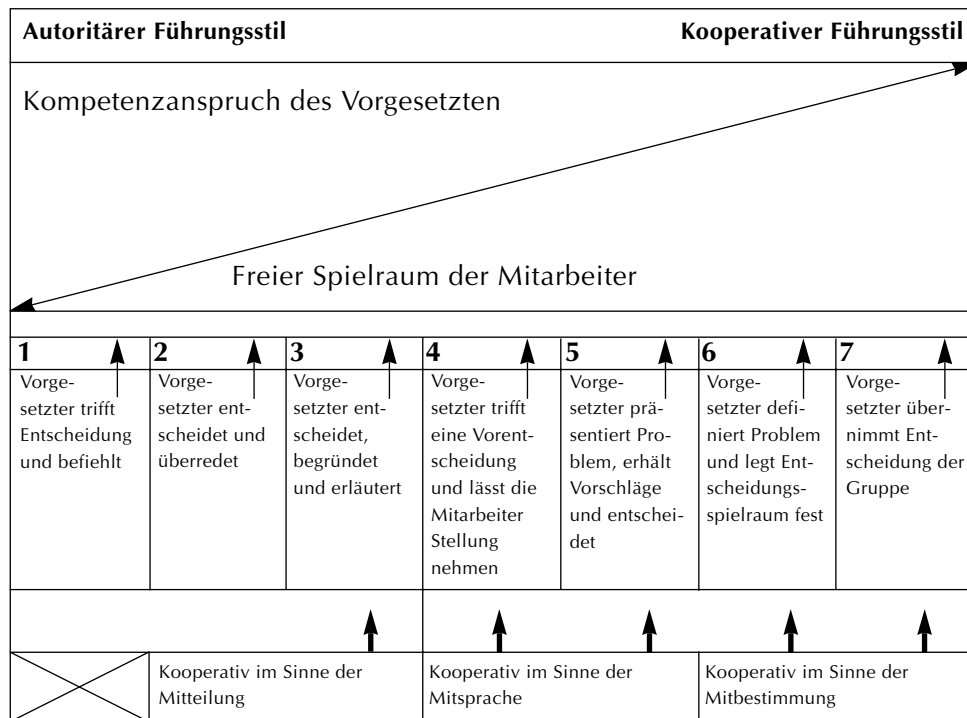 Autoritärer Führungsstil
Kooperativer Führungsstil
Kompetenzanspruch des Vorgesetzten
Freier Spielraum der Mitarbeiter
1
Vorge-
setzter trifft
Entscheidung
und befiehlt
2
Vorge-
setzter ent-
scheidet und
überredet
3
Vorge-
setzter ent-
scheidet,
begründet
und erläutert
4
Vorge-
setzter trifft
eine Vorent-
scheidung
und lässt die
Mitarbeiter
Stellung
nehmen
5
Vorge-
setzter prä-
sentiert Pro-
blem, erhält
Vorschläge
und entschei-
det
6
Vorge-
setzter defi-
niert Problem
und legt Ent-
scheidungs-
spielraum fest
7
Vorge-
setzter über-
nimmt Ent-
scheidung der
Gruppe
Kooperativ im Sinne der
Mitteilung
Kooperativ im Sinne der
Mitsprache
Kooperativ im Sinne der
Mitbestimmung